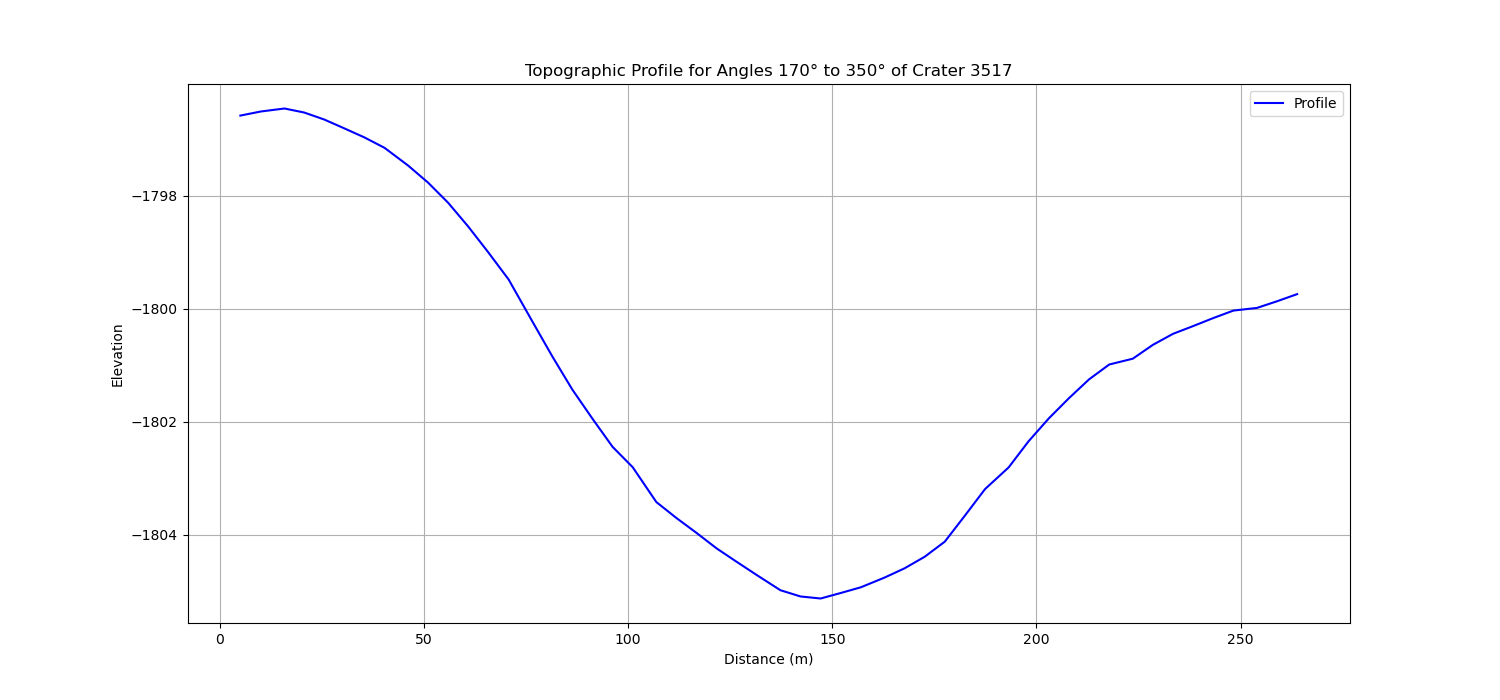 Topographic Profile for Angles 170° to 350° of Crater 3517
Profile
−1798
−1800
−1802
−1804
Elevation
0 50 100 150 200 250
Distance (m)